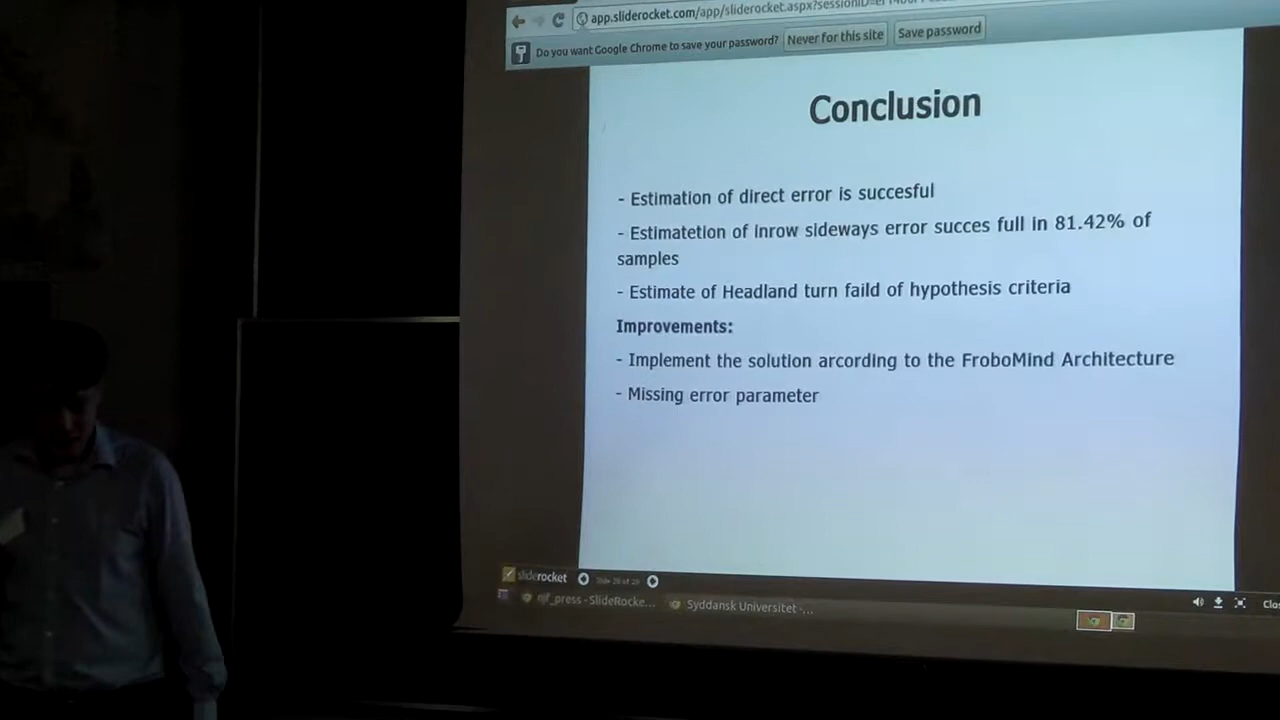 app.sliderocket.com/app/sliderocket.aspx?sessionID=
Do you want Google Chrome to save your password? Never for this site Save password
Conclusion
- Estimation of direct error is succesful
- Estimatetion of inrow sideways error succes full in 81.42% of
samples
- Estimate of Headland turn faild of hypothesis criteria
Improvements:
- Implement the solution arcording to the FroboMind Architecture
- Missing error parameter
sliderocket
njf_press - SlideRocke... Syddansk Universitet -...